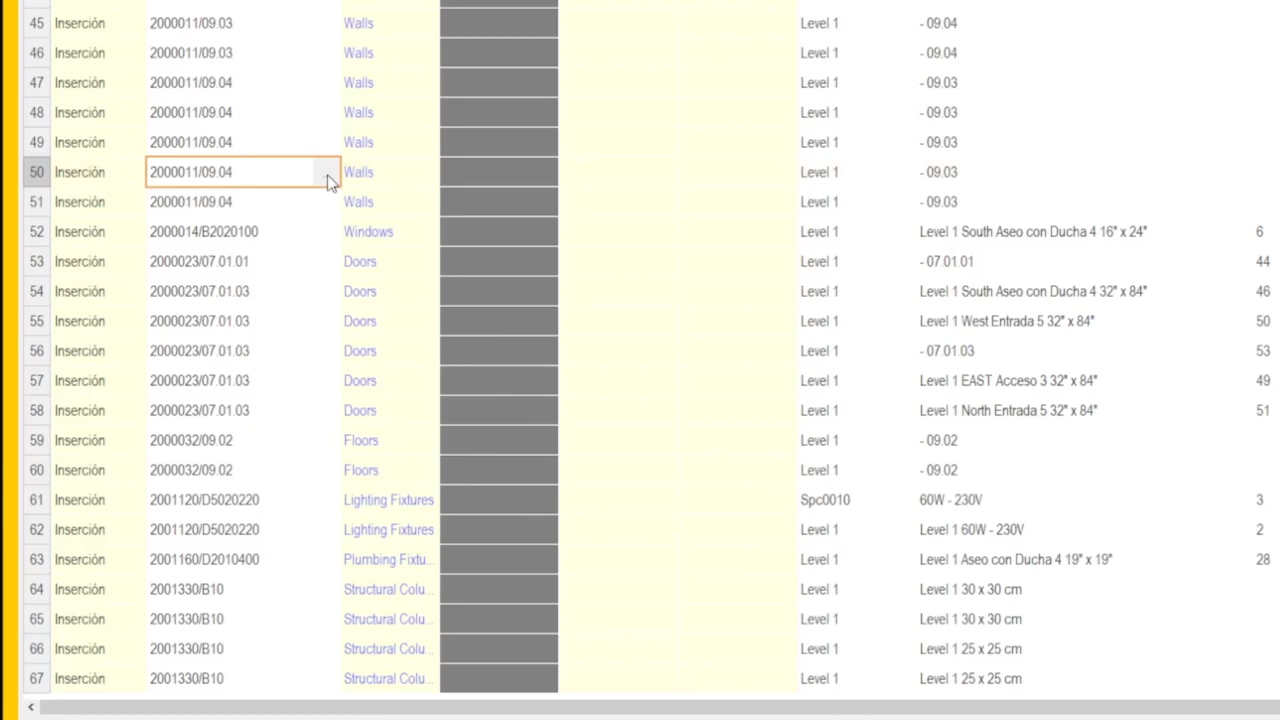 45 Inserción 2000011/09.03 Walls Level 1 - 09.04
46 Inserción 2000011/09.03 Walls Level 1 - 09.04
47 Inserción 2000011/09.04 Walls Level 1 - 09.03
48 Inserción 2000011/09.04 Walls Level 1 - 09.03
49 Inserción 2000011/09.04 Walls Level 1 - 09.03
50 Inserción 2000011/09.04 Walls Level 1 - 09.03
51 Inserción 2000011/09.04 Walls Level 1 - 09.03
52 Inserción 2000014/B2020100 Windows Level 1 Level 1 South Aseo con Ducha 4 16" x 24" 6
53 Inserción 2000023/07.01.01 Doors Level 1 - 07.01.01 44
54 Inserción 2000023/07.01.03 Doors Level 1 Level 1 South Aseo con Ducha 4 32" x 84" 46
55 Inserción 2000023/07.01.03 Doors Level 1 Level 1 West Entrada 5 32" x 84" 50
56 Inserción 2000023/07.01.03 Doors Level 1 - 07.01.03 53
57 Inserción 2000023/07.01.03 Doors Level 1 Level 1 EAST Acceso 3 32" x 84" 49
58 Inserción 2000023/07.01.03 Doors Level 1 Level 1 North Entrada 5 32" x 84" 51
59 Inserción 2000032/09.02 Floors Level 1 - 09.02
60 Inserción 2000032/09.02 Floors Level 1 - 09.02
61 Inserción 2001120/D5020220 Lighting Fixtures Spc0010 60W - 230V 3
62 Inserción 2001120/D5020220 Lighting Fixtures Level 1 Level 1 60W - 230V 2
63 Inserción 2001160/D2010400 Plumbing Fixtu... Level 1 Level 1 Aseo con Ducha 4 19" x 19" 28
64 Inserción 2001330/B10 Structural Colu... Level 1 Level 1 30 x 30 cm
65 Inserción 2001330/B10 Structural Colu... Level 1 Level 1 30 x 30 cm
66 Inserción 2001330/B10 Structural Colu... Level 1 Level 1 25 x 25 cm
67 Inserción 2001330/B10 Structural Colu... Level 1 Level 1 25 x 25 cm